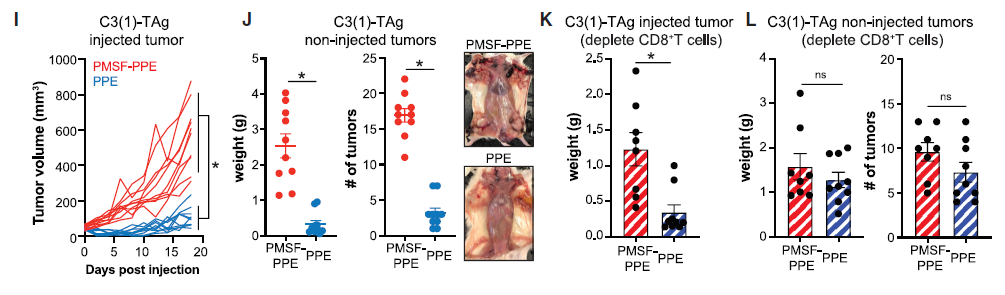 I
C3(1)-TAg
injected tumor
PMSF-PPE
PPE
Tumor volume (mm³)
1000
800
600
400
200
0
0 5 10 15 20
Days post injection
*
J
C3(1)-TAg
non-injected tumors
weight (g)
5
4
3
2
1
0
*
PMSF-PPE
PPE
# of tumors
25
20
15
10
5
0
*
PMSF-PPE
PPE
PMSF-PPE
PPE
K
C3(1)-TAg injected tumor
(deplete CD8⁺T cells)
weight (g)
2.5
2.0
1.5
1.0
0.5
0.0
*
PMSF-PPE
PPE
L
C3(1)-TAg non-injected tumors
(deplete CD8⁺T cells)
weight (g)
4
3
2
1
0
ns
PMSF-PPE
PPE
# of tumors
20
15
10
5
0
ns
PMSF-PPE
PPE